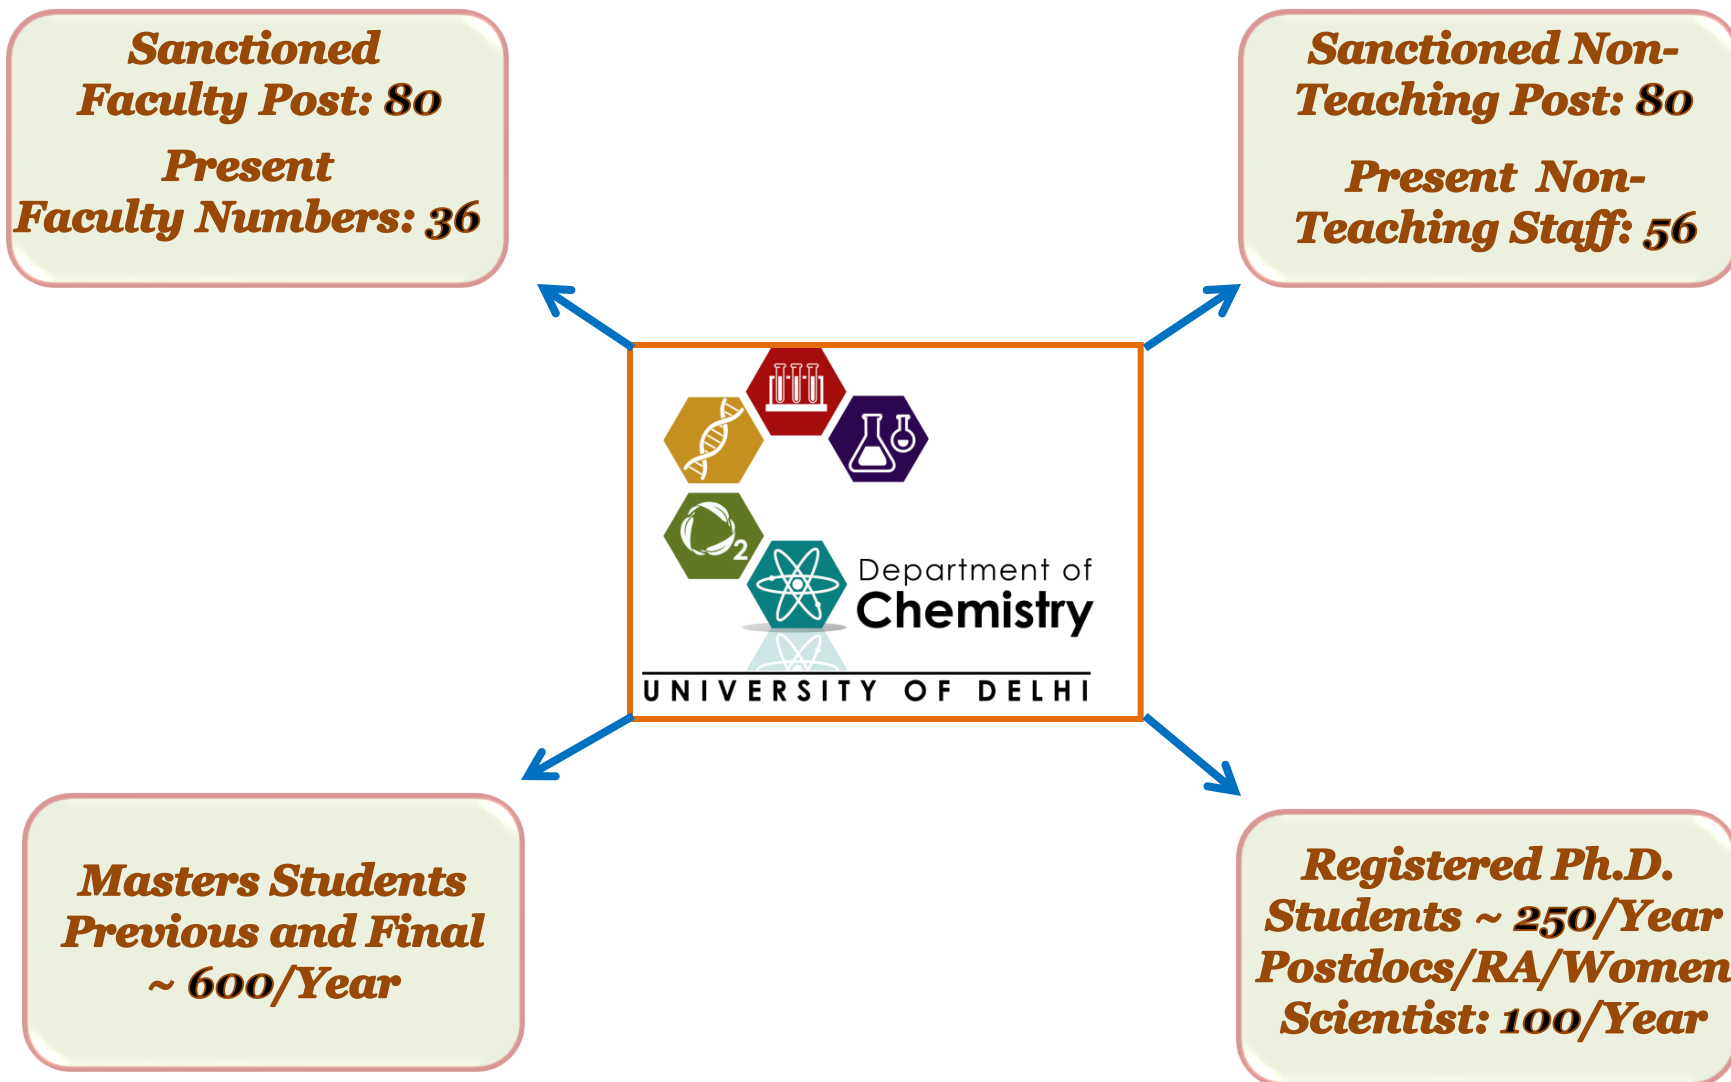 Sanctioned
Faculty Post: 80
Present
Faculty Numbers: 36
Sanctioned Non-
Teaching Post: 80
Present Non-
Teaching Staff: 56
2
Department of
Chemistry
UNIVERSITY OF DELHI
Masters Students
Previous and Final
~ 600/Year
Registered Ph.D.
Students ~ 250/Year
Postdocs/RA/Women
Scientist: 100/Year